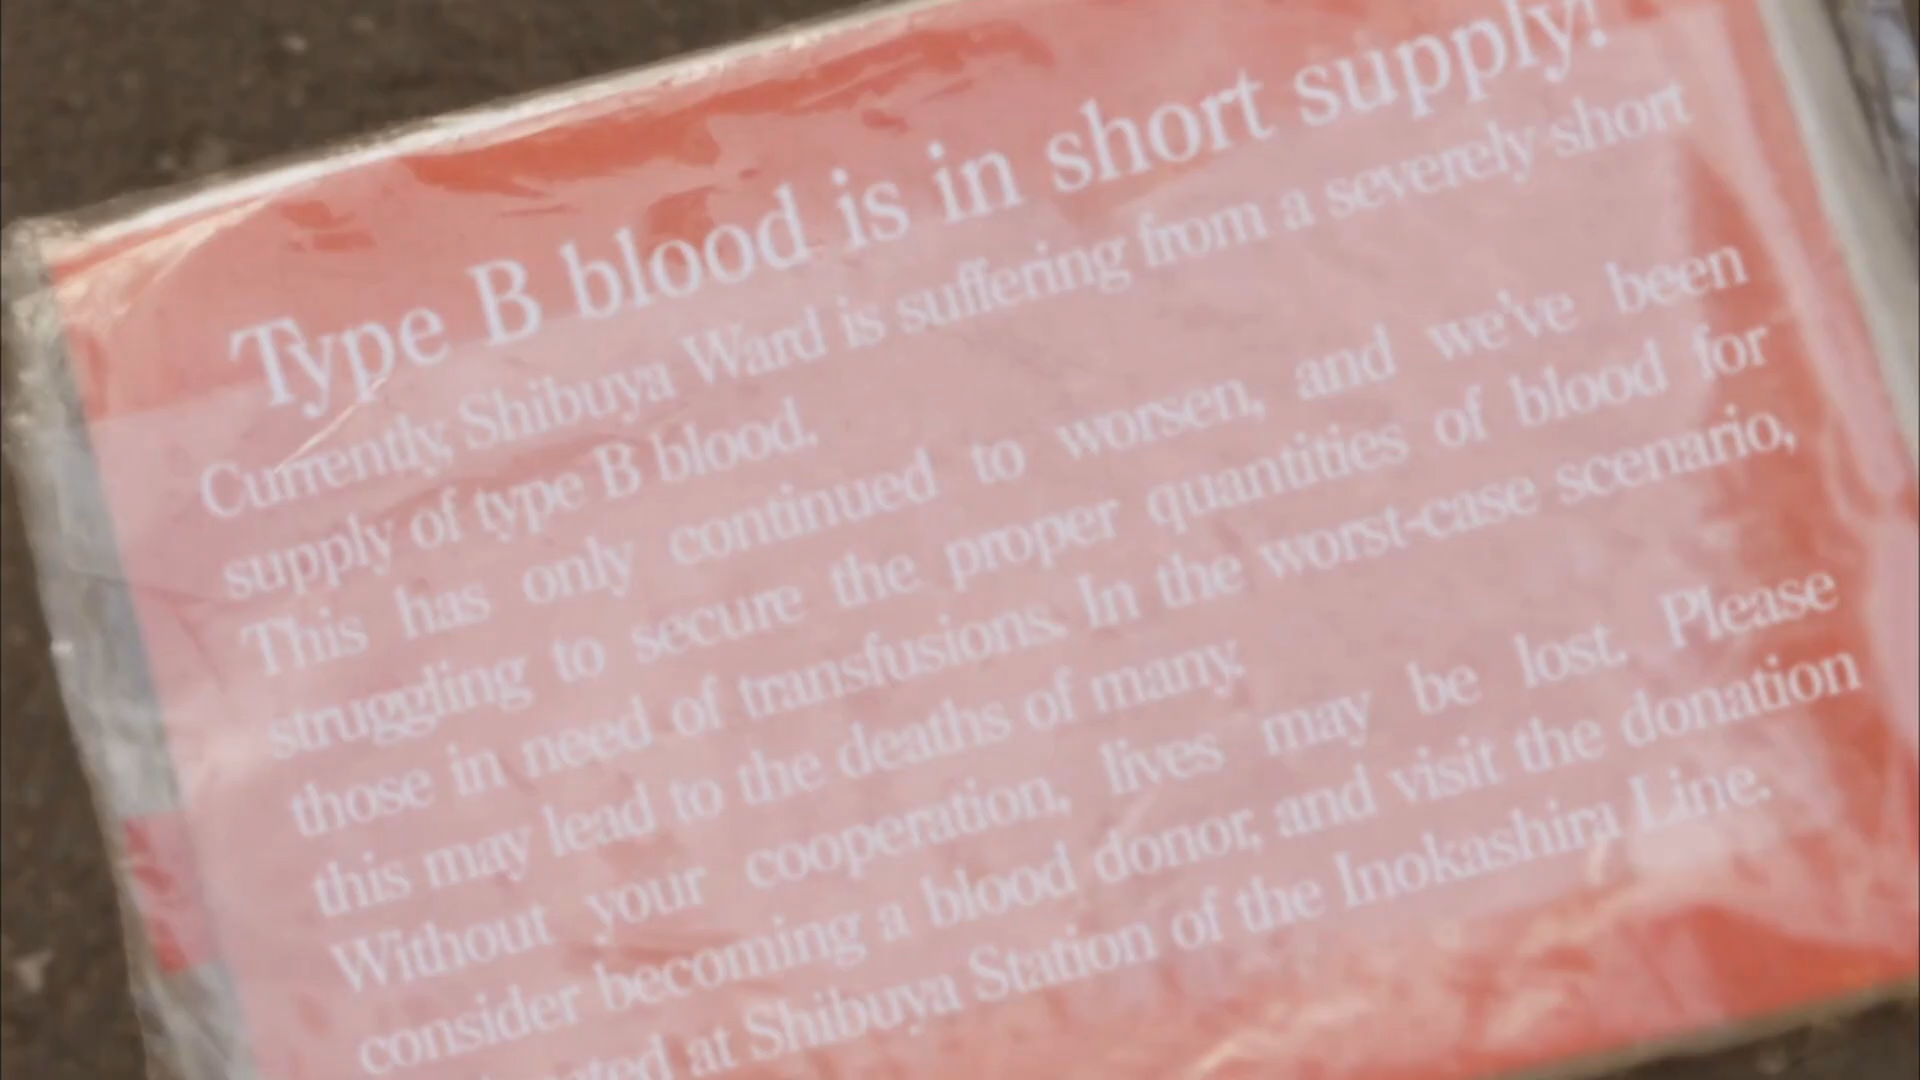 Type B blood is in short supply!
Currently, Shibuya Ward is suffering from a severely short
supply of type B blood.
This has only continued to worsen, and we've been
struggling to secure the proper quantities of blood for
those in need of transfusions. In the worst-case scenario,
this may lead to the deaths of many.
Without your cooperation, lives may be lost. Please
consider becoming a blood donor, and visit the donation
at Shibuya Station of the Inokashira Line.